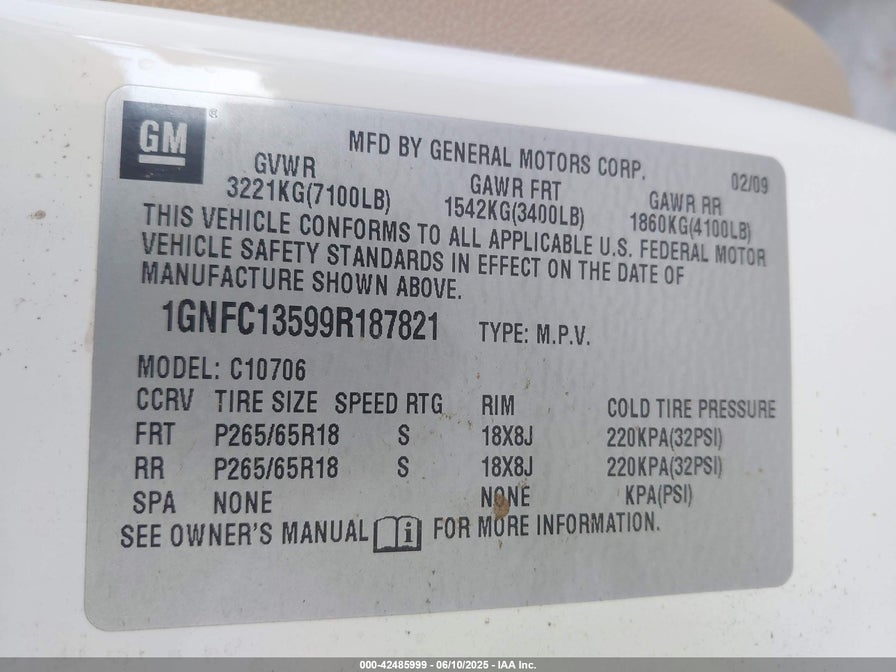 GM®
MFD BY GENERAL MOTORS CORP.
02/09
GVWR GAWR FRT GAWR RR
3221KG(7100LB) 1542KG(3400LB) 1860KG(4100LB)
THIS VEHICLE CONFORMS TO ALL APPLICABLE U.S. FEDERAL MOTOR
VEHICLE SAFETY STANDARDS IN EFFECT ON THE DATE OF
MANUFACTURE SHOWN ABOVE.
1GNFC13599R187821 TYPE: M.P.V.
MODEL: C10706
CCRV TIRE SIZE SPEED RTG RIM COLD TIRE PRESSURE
FRT P265/65R18 S 18X8J 220KPA(32PSI)
RR P265/65R18 S 18X8J 220KPA(32PSI)
SPA NONE NONE KPA(PSI)
SEE OWNER'S MANUAL i FOR MORE INFORMATION.
000-42485999 — 06/10/2025 — IAA Inc.